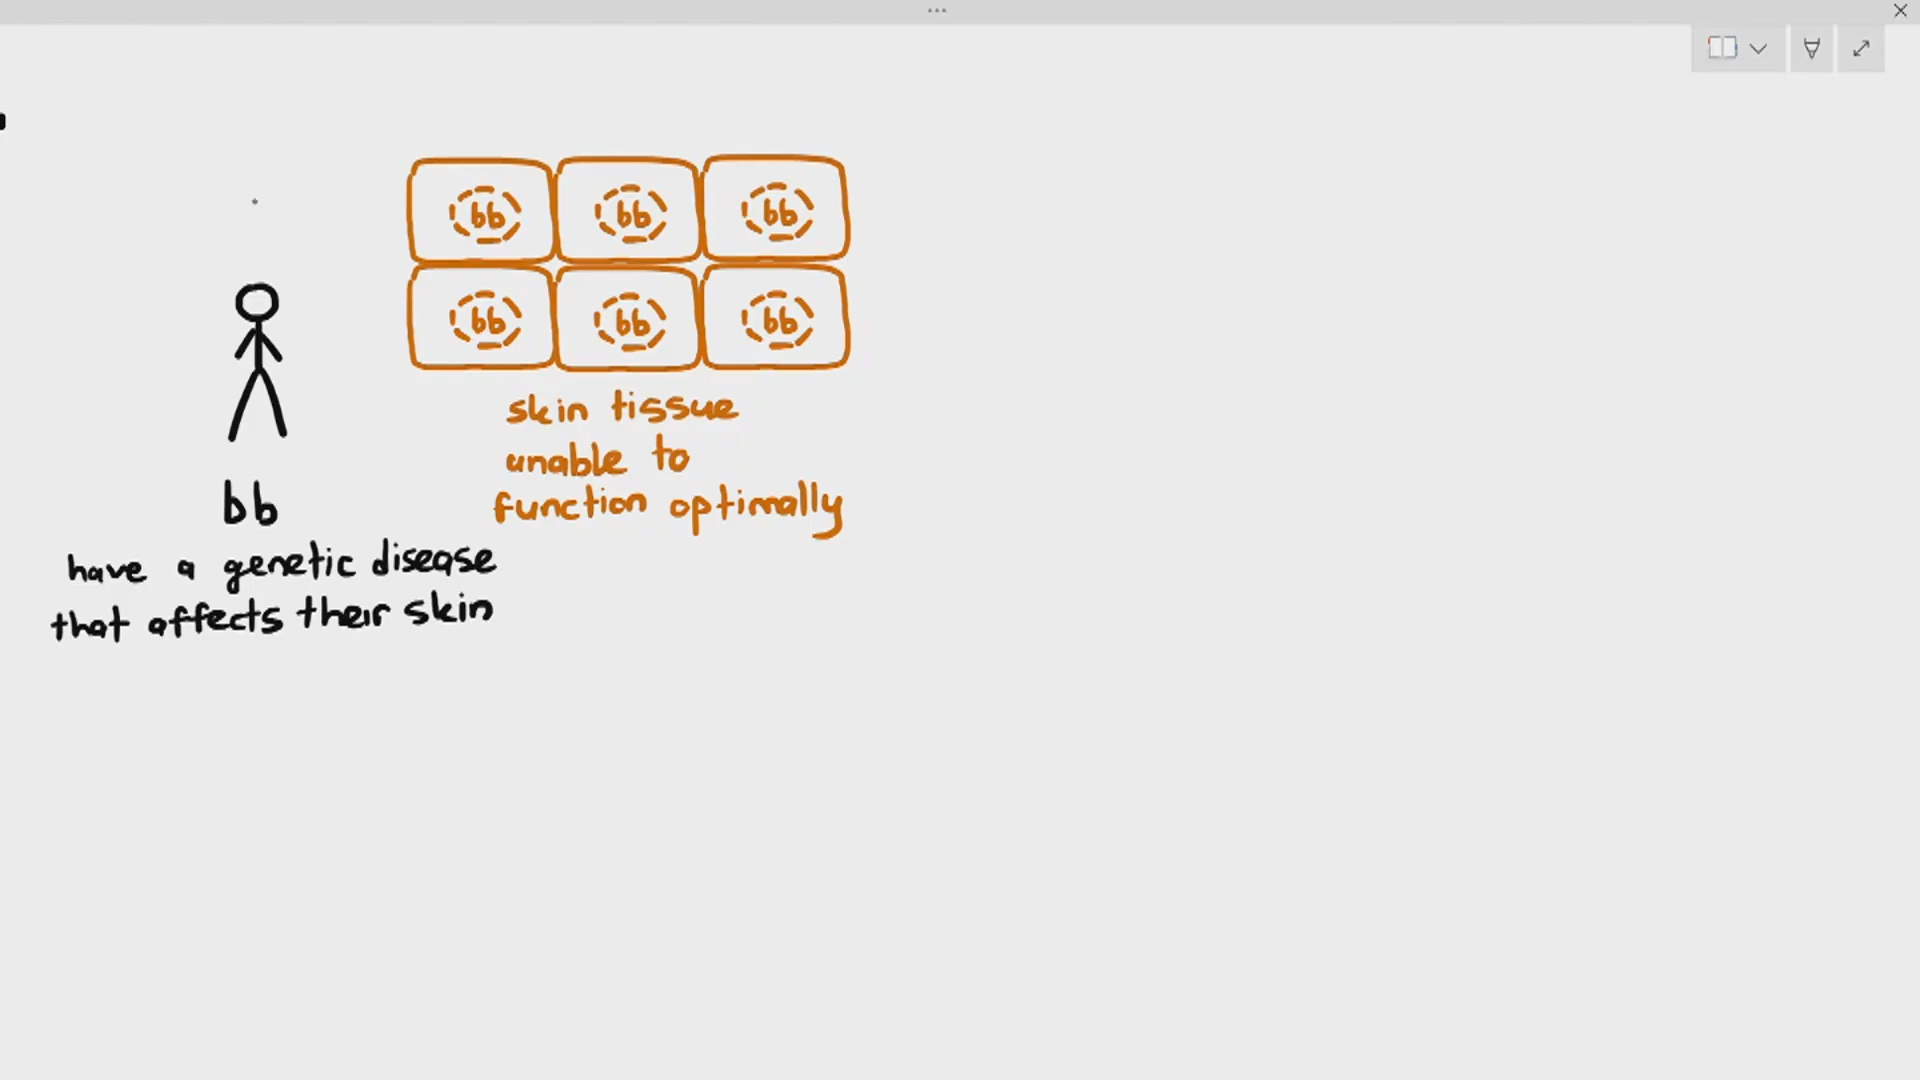 bb bb bb
bb bb bb
skin tissue
unable to
function optimally
bb
have a genetic disease
that affects their skin